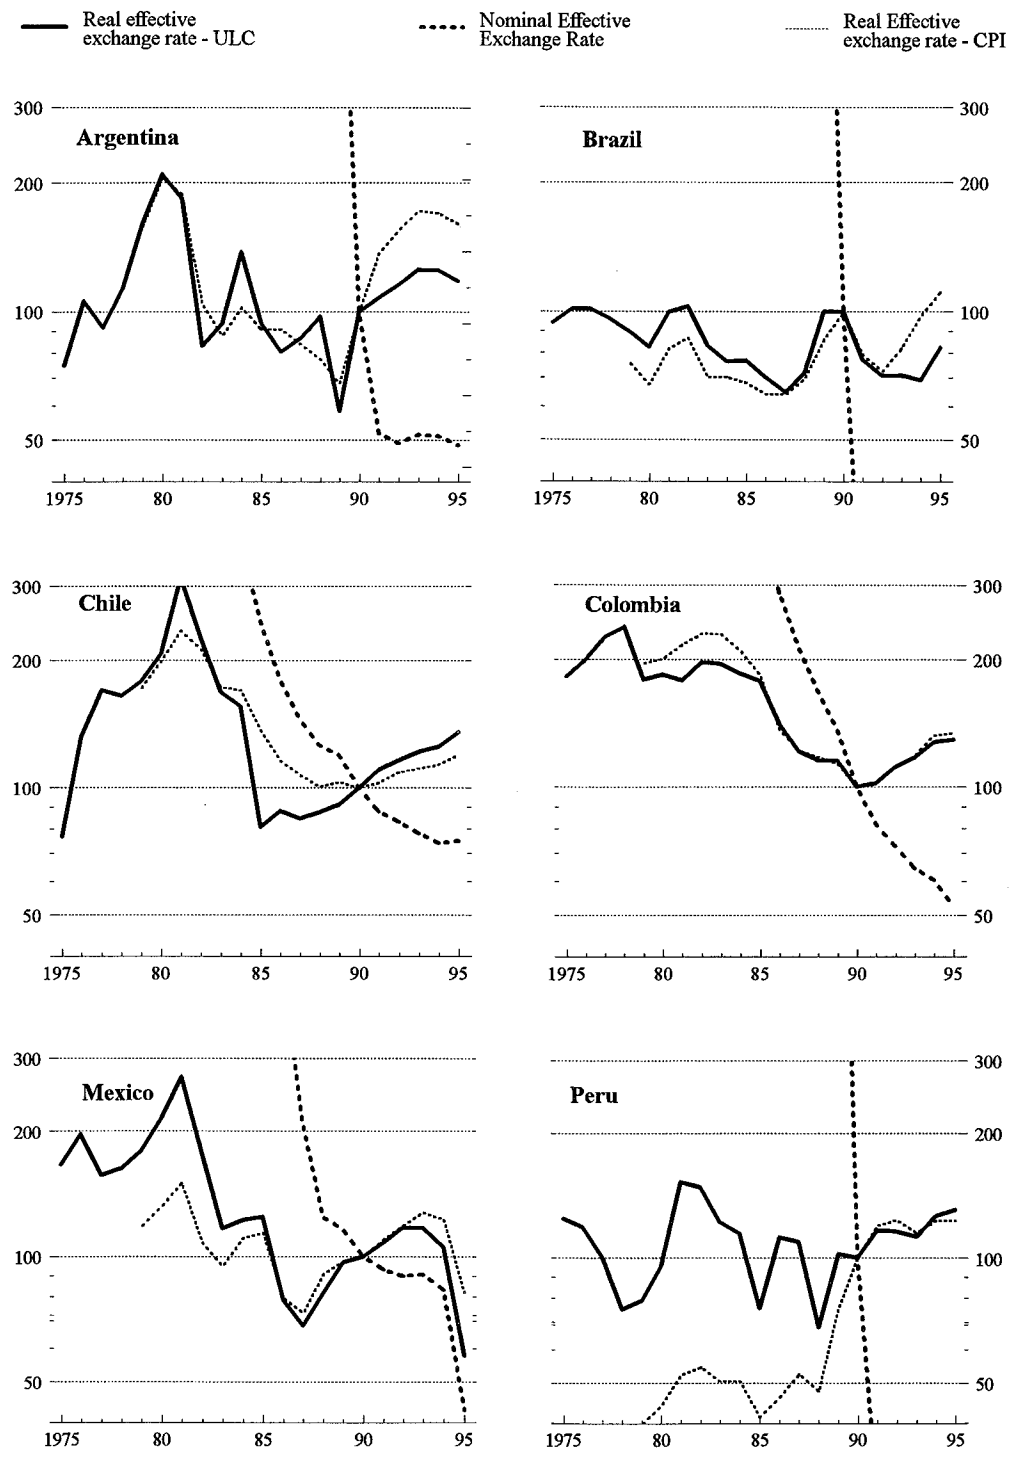 Real effective
exchange rate - ULC
Nominal Effective
Exchange Rate
Real Effective
exchange rate - CPI
Argentina
300
200
100
50
1975 80 85 90 95
Brazil
300
200
100
50
1975 80 85 90 95
Chile
300
200
100
50
1975 80 85 90 95
Colombia
300
200
100
50
1975 80 85 90 95
Mexico
300
200
100
50
1975 80 85 90 95
Peru
300
200
100
50
1975 80 85 90 95